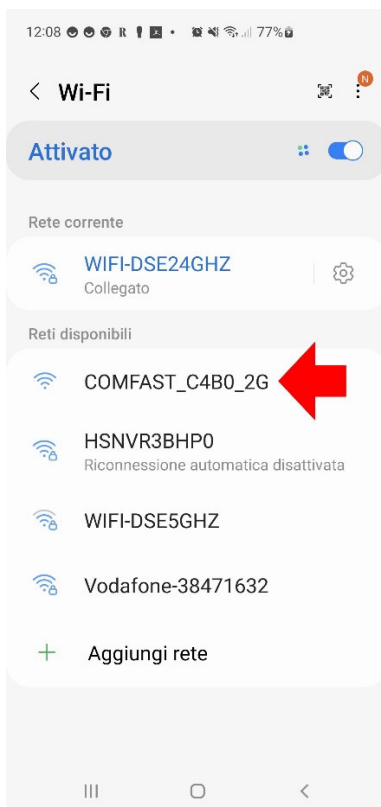 12:08 77%
Wi-Fi
N
Attivato
Rete corrente
WIFI-DSE24GHZ
Collegato
Reti disponibili
COMFAST_C4B0_2G
HSNVR3BHP0
Riconnessione automatica disattivata
WIFI-DSE5GHZ
Vodafone-38471632
Aggiungi rete